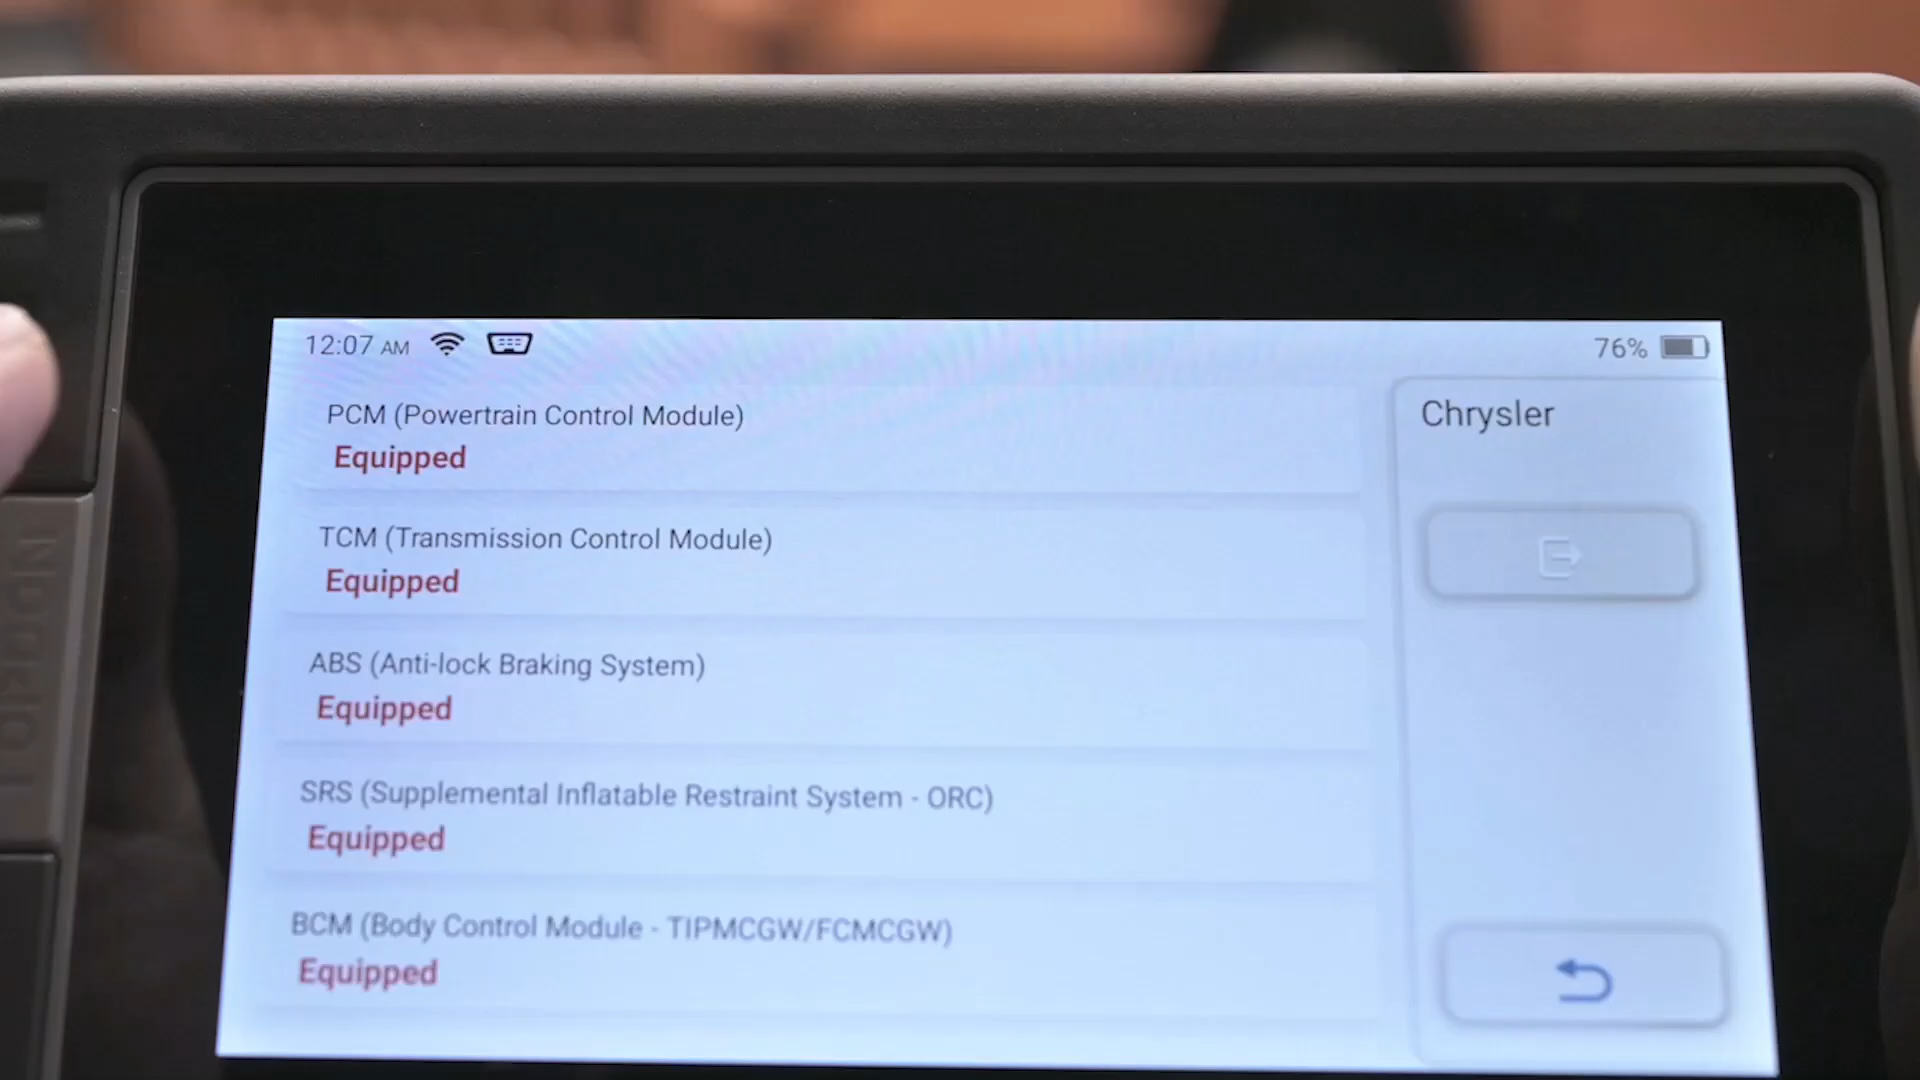 12:07 AM
76%
PCM (Powertrain Control Module)
Equipped
TCM (Transmission Control Module)
Equipped
ABS (Anti-lock Braking System)
Equipped
SRS (Supplemental Inflatable Restraint System - ORC)
Equipped
BCM (Body Control Module - TIPMCGW/FCMCGW)
Equipped
Chrysler